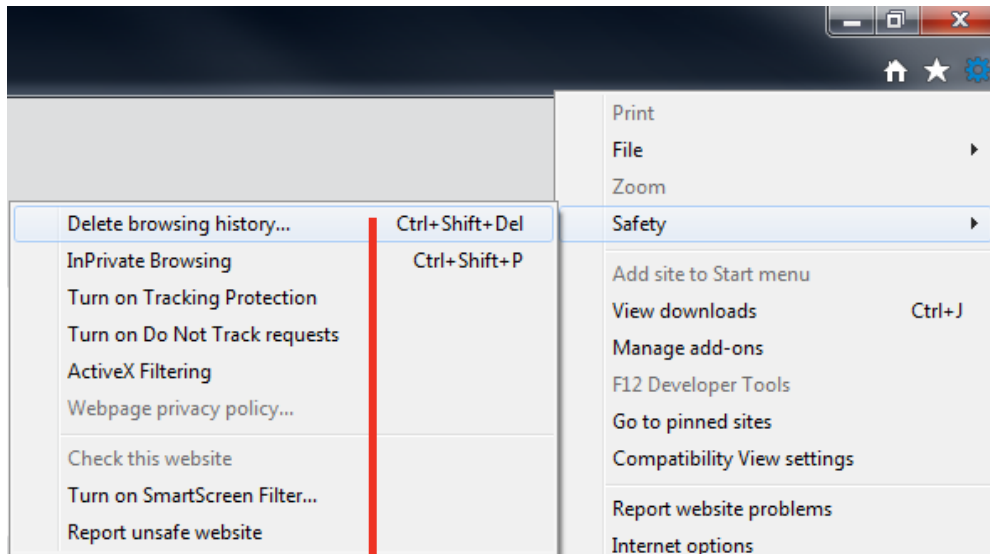 Print
File
Zoom
Safety
Add site to Start menu
View downloads Ctrl+J
Manage add-ons
F12 Developer Tools
Go to pinned sites
Compatibility View settings
Report website problems
Internet options
Delete browsing history... Ctrl+Shift+Del
InPrivate Browsing Ctrl+Shift+P
Turn on Tracking Protection
Turn on Do Not Track requests
ActiveX Filtering
Webpage privacy policy...
Check this website
Turn on SmartScreen Filter...
Report unsafe website